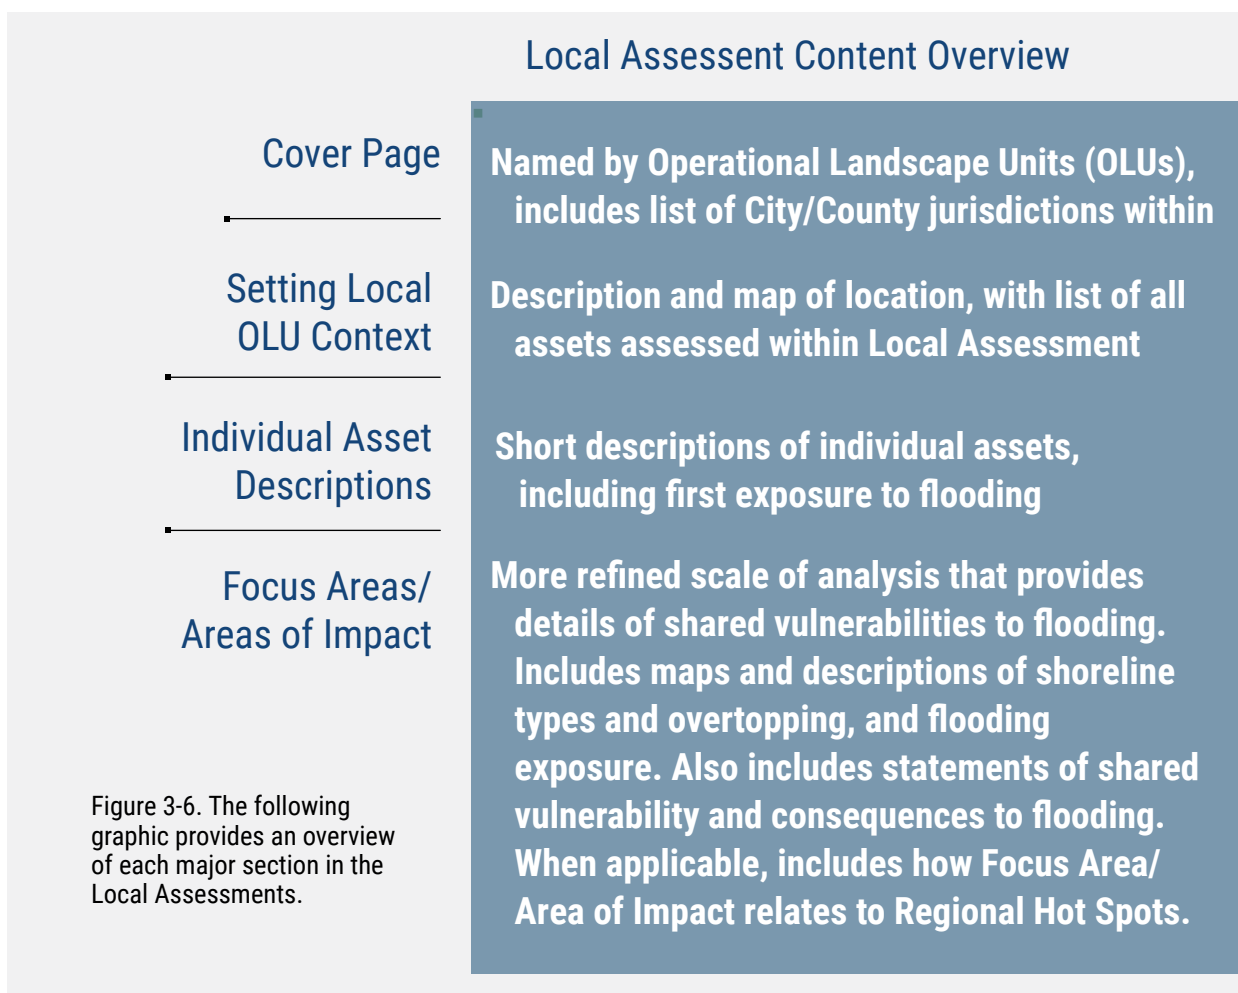 Local Assessent Content Overview
Cover Page
Named by Operational Landscape Units (OLUs),
includes list of City/County jurisdictions within
Setting Local
OLU Context
Description and map of location, with list of all
assets assessed within Local Assessment
Individual Asset
Descriptions
Short descriptions of individual assets,
including first exposure to flooding
Focus Areas/
Areas of Impact
More refined scale of analysis that provides
details of shared vulnerabilities to flooding.
Includes maps and descriptions of shoreline
types and overtopping, and flooding
exposure. Also includes statements of shared
vulnerability and consequences to flooding.
When applicable, includes how Focus Area/
Area of Impact relates to Regional Hot Spots.
Figure 3-6. The following
graphic provides an overview
of each major section in the
Local Assessments.